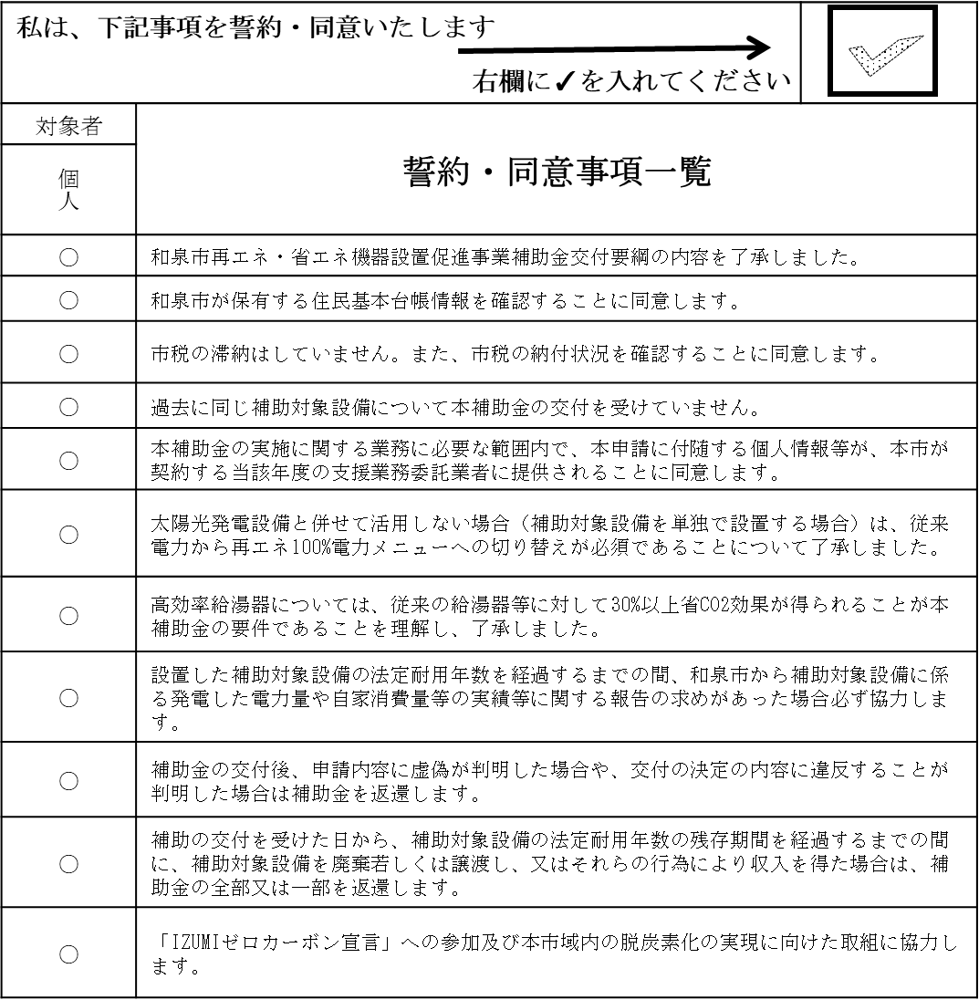 私は、下記事項を誓約・同意いたします
右欄に✓を入れてください
対象者
個
人
誓約・同意事項一覧
○
和泉市再エネ・省エネ機器設置促進事業補助金交付要綱の内容を了承しました。
○
和泉市が保有する住民基本台帳情報を確認することに同意します。
○
市税の滞納はしていません。また、市税の納付状況を確認することに同意します。
○
過去に同じ補助対象設備について本補助金の交付を受けていません。
○
本補助金の実施に関する業務に必要な範囲内で、本申請に付随する個人情報等が、本市が
契約する当該年度の支援業務委託業者に提供されることに同意します。
○
太陽光発電設備と併せて活用しない場合（補助対象設備を単独で設置する場合）は、従来
電力から再エネ100%電力メニューへの切り替えが必須であることについて了承しました。
○
高効率給湯器については、従来の給湯器等に対して30%以上省CO2効果が得られることが本
補助金の要件であることを理解し、了承しました。
○
設置した補助対象設備の法定耐用年数を経過するまでの間、和泉市から補助対象設備に係
る発電した電力量や自家消費量等の実績等に関する報告の求めがあった場合必ず協力しま
す。
○
補助金の交付後、申請内容に虚偽が判明した場合や、交付の決定の内容に違反することが
判明した場合は補助金を返還します。
○
補助の交付を受けた日から、補助対象設備の法定耐用年数の残存期間を経過するまでの間
に、補助対象設備を廃棄若しくは譲渡し、又はそれらの行為により収入を得た場合は、補
助金の全部又は一部を返還します。
○
「IZUMIゼロカーボン宣言」への参加及び本市域内の脱炭素化の実現に向けた取組に協力し
ます。